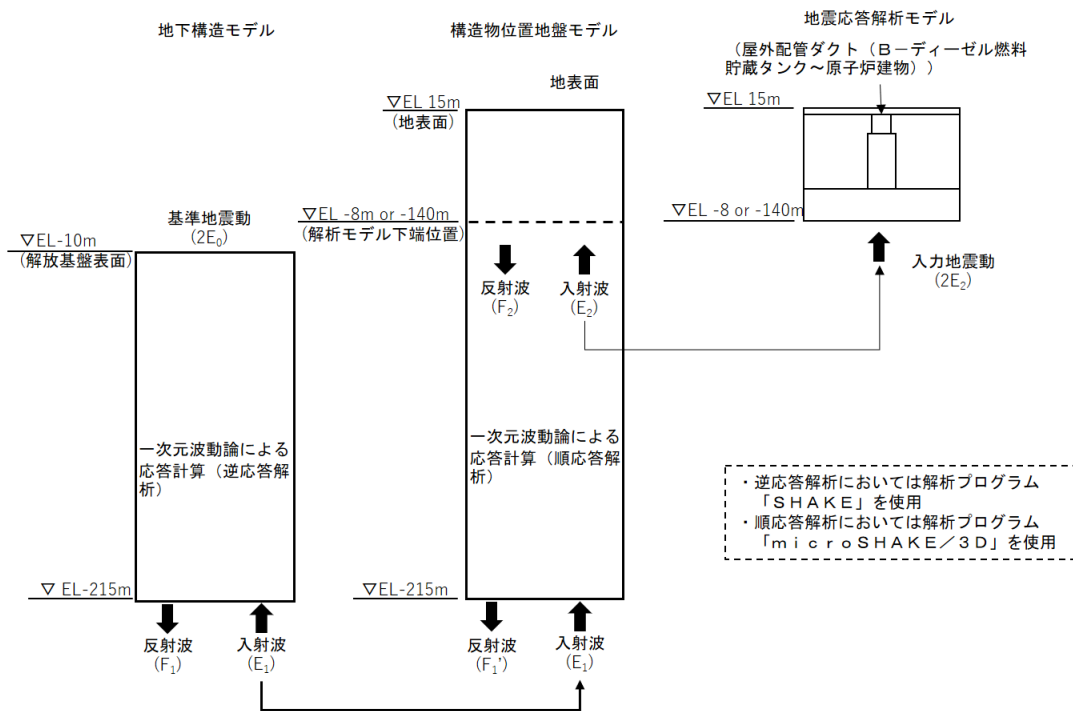 地下構造モデル
▽EL-10m
(解放基盤表面)
基準地震動
(2E₀)
一次元波動論による
応答計算（逆応答解
析）
▽ EL-215m
反射波
(F₁)
入射波
(E₁)
構造物位置地盤モデル
地表面
▽EL 15m
(地表面)
▽EL -8m or -140m
(解析モデル下端位置)
反射波
(F₂)
入射波
(E₂)
一次元波動論による
応答計算（順応答解
析）
▽EL-215m
反射波
(F₁')
入射波
(E₁)
地震応答解析モデル
（屋外配管ダクト（Ｂ－ディーゼル燃料
貯蔵タンク～原子炉建物））
▽EL 15m
▽EL -8 or -140m
入力地震動
(2E₂)
・逆応答解析においては解析プログラム
「ＳＨＡＫＥ」を使用
・順応答解析においては解析プログラム
「ｍｉｃｒｏSHAKE／３Ｄ」を使用